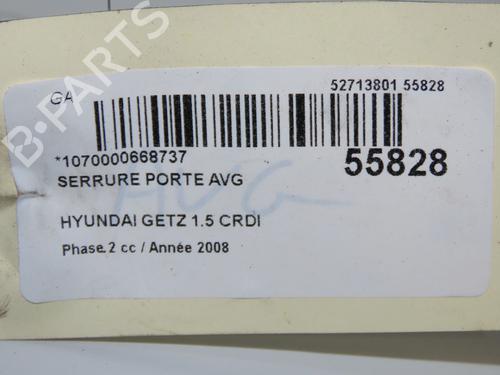 GA
52713801 55828
*1070000668737
55828
SERRURE PORTE AVG
AVG
HYUNDAI GETZ 1.5 CRDI
Phase 2 cc / Année 2008
B-PARTS